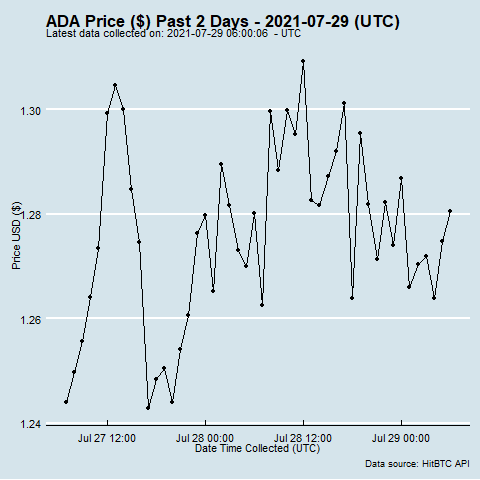 ADA Price ($) Past 2 Days - 2021-07-29 (UTC)
Latest data collected on: 2021-07-29 06:00:06  - UTC
1.30
1.28
1.26
1.24
Price USD ($)
Jul 27 12:00
Jul 28 00:00
Jul 28 12:00
Jul 29 00:00
Date Time Collected (UTC)
Data source: HitBTC API